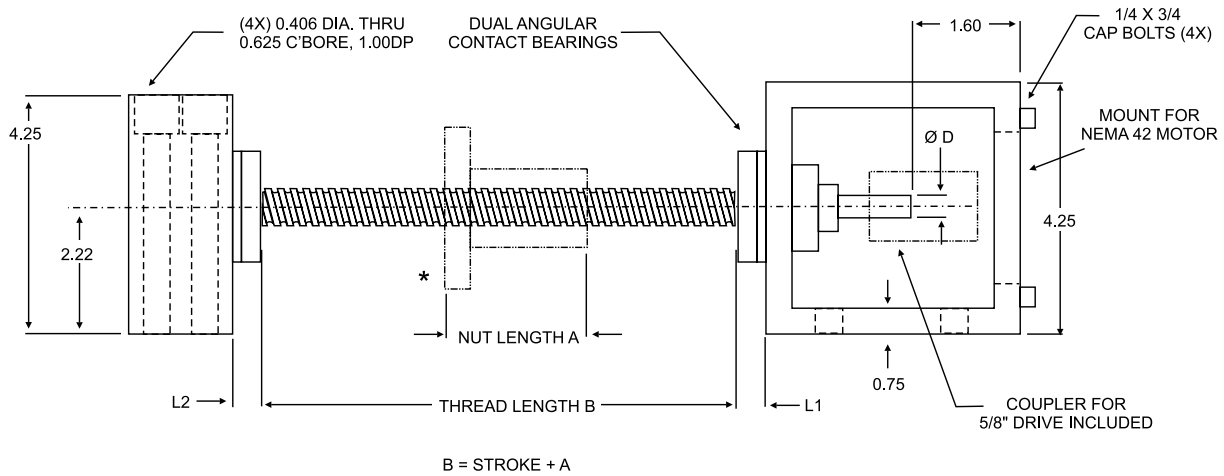 (4X) 0.406 DIA. THRU
0.625 C'BORE, 1.00DP
DUAL ANGULAR
CONTACT BEARINGS
1.60
1/4 X 3/4
CAP BOLTS (4X)
4.25
MOUNT FOR
NEMA 42 MOTOR
Ø D
2.22
4.25
*
NUT LENGTH A
0.75
L2
THREAD LENGTH B
L1
COUPLER FOR
5/8" DRIVE INCLUDED
B = STROKE + A